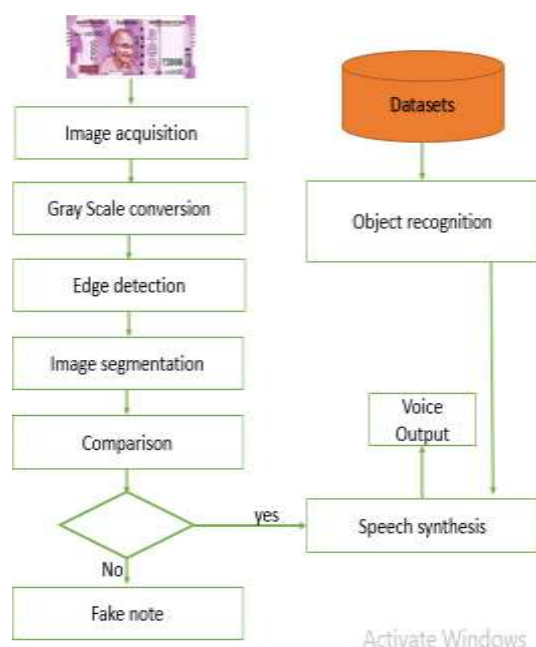 Image acquisition
Gray Scale conversion
Edge detection
Image segmentation
Comparison
yes
No
Fake note
Datasets
Object recognition
Voice
Output
Speech synthesis
Activate Windows